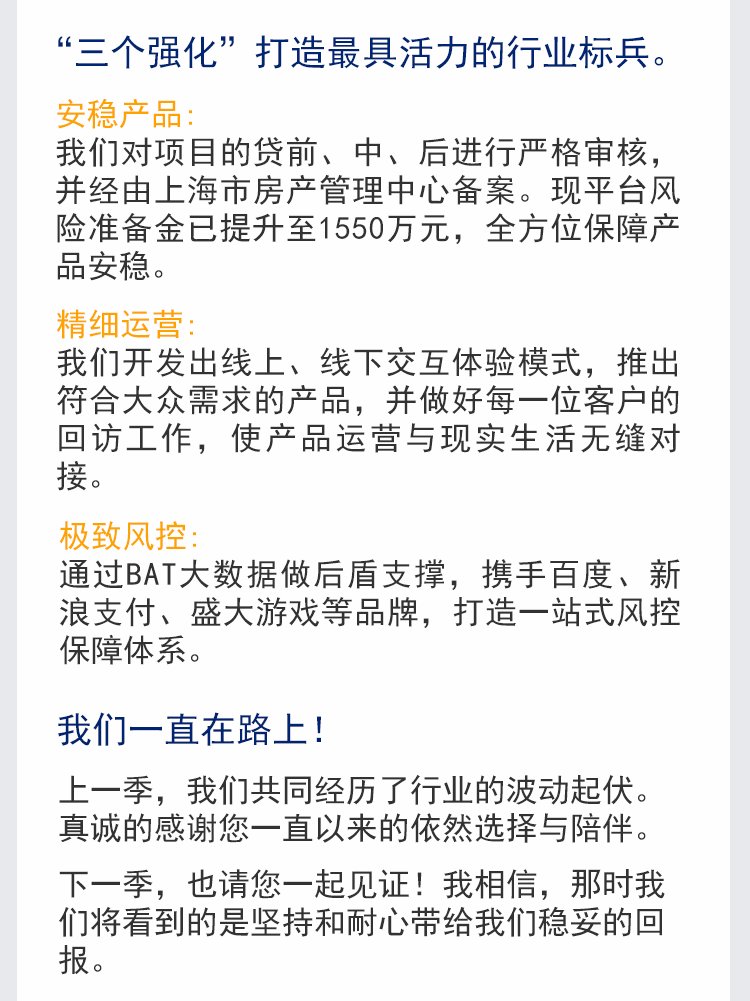 “三个强化”打造最具活力的行业标兵。
安稳产品:
我们对项目的贷前、中、后进行严格审核，
并经由上海市房产管理中心备案。现平台风
险准备金已提升至1550万元，全方位保障产
品安稳。
精细运营:
我们开发出线上、线下交互体验模式，推出
符合大众需求的产品，并做好每一位客户的
回访工作，使产品运营与现实生活无缝对
接。
极致风控:
通过BAT大数据做后盾支撑，携手百度、新
浪支付、盛大游戏等品牌，打造一站式风控
保障体系。
我们一直在路上!
上一季，我们共同经历了行业的波动起伏。
真诚的感谢您一直以来的依然选择与陪伴。
下一季，也请您一起见证! 我相信，那时我
们将看到的是坚持和耐心带给我们稳妥的回
报。